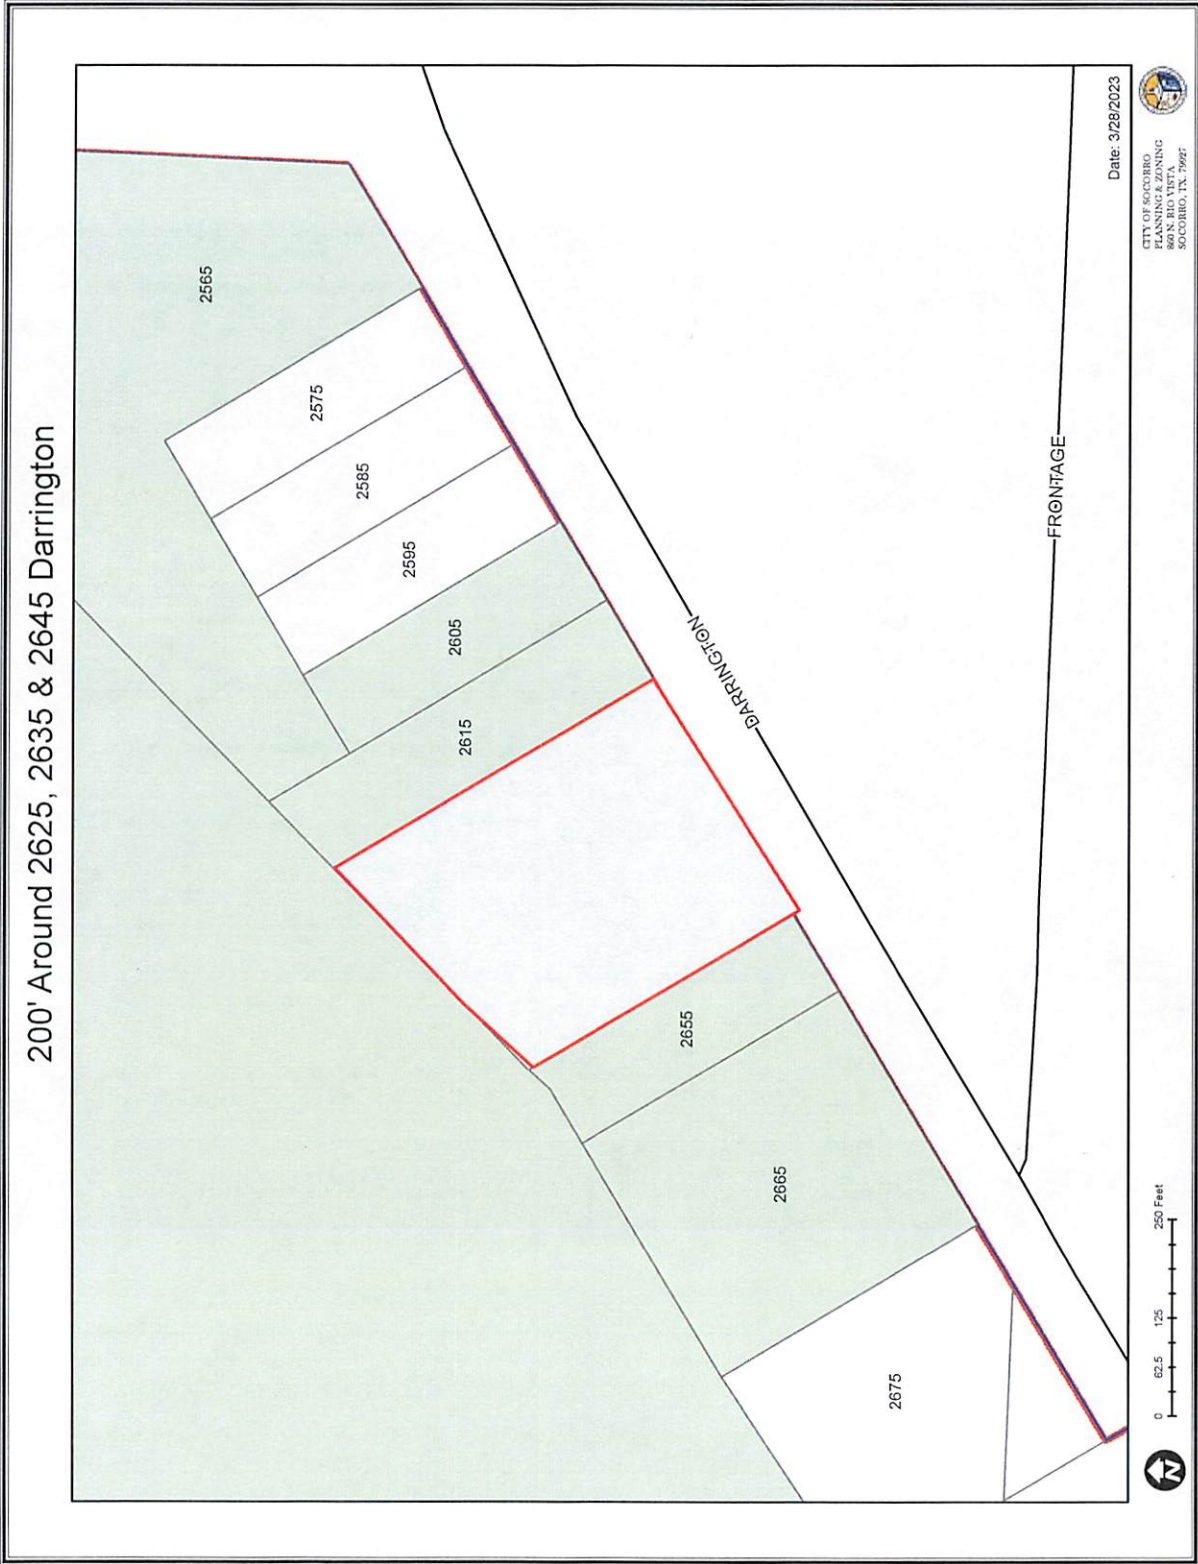 200' Around 2625, 2635 & 2645 Darrington
2565
2575
2585
2595
2605
2615
2655
2665
2675
DARRINGTON
FRONTAGE
Date: 3/28/2023
N
0 62.5 125 250 Feet
CITY OF SOCORRO
PLANNING & ZONING
860 N. RIO VISTA
SOCORRO, TX. 79927